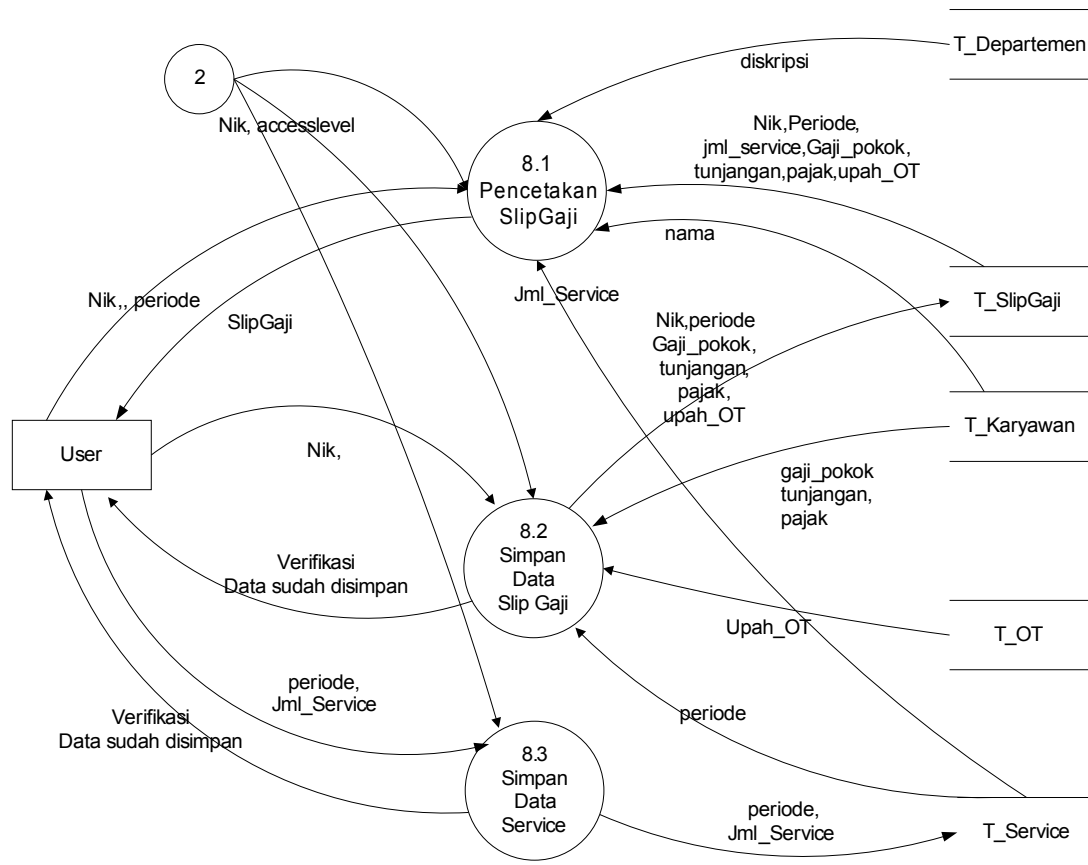 T_Departemen
diskripsi
2
Nik, accesslevel
Nik,Periode,
jml_service,Gaji_pokok,
tunjangan,pajak,upah_OT
8.1
Pencetakan
SlipGaji
nama
Jml_Service
T_SlipGaji
Nik,, periode
SlipGaji
Nik,periode
Gaji_pokok,
tunjangan,
pajak,
upah_OT
T_Karyawan
User
Nik,
gaji_pokok
tunjangan,
pajak
8.2
Simpan
Data
Slip Gaji
Verifikasi
Data sudah disimpan
Upah_OT
T_OT
periode,
Jml_Service
Verifikasi
Data sudah disimpan
periode
8.3
Simpan
Data
Service
periode,
Jml_Service
T_Service